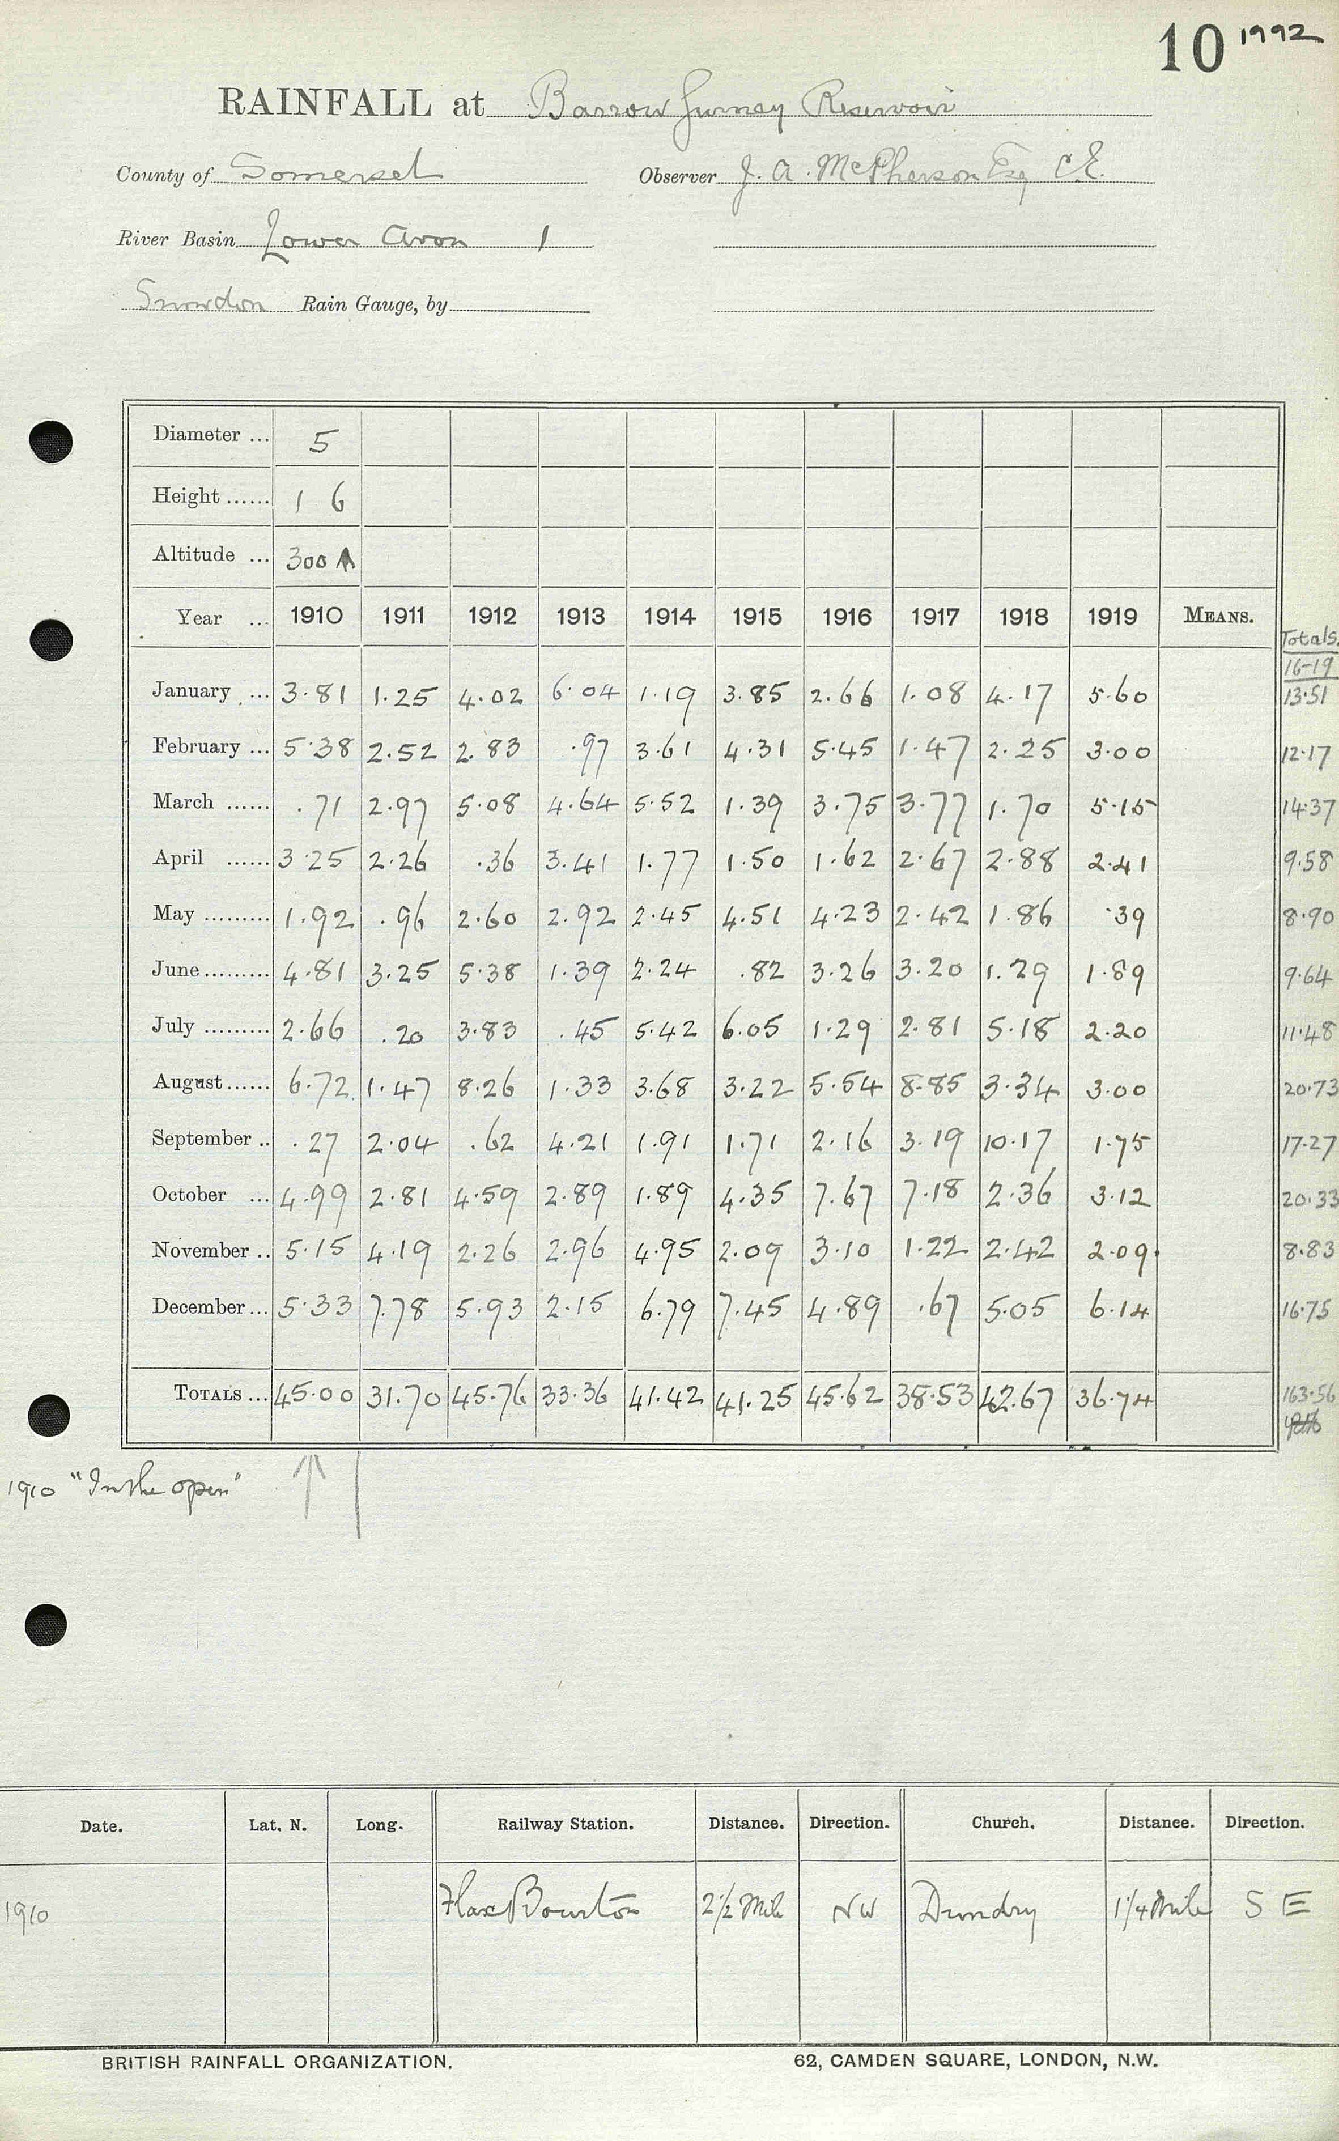 10 1992
RAINFALL at Barrow Gurney Reservoir
County of Somerset Observer J. A. McPherson Esq C.E.
River Basin Lower Avon 1
Snowdon Rain Gauge, by
Diameter ... 5
Height ...... 1 6
Altitude ... 300
Year ... 1910 1911 1912 1913 1914 1915 1916 1917 1918 1919 MEANS. Totals. 16-19
January ... 3.81 1.25 4.02 6.04 1.19 3.85 2.66 1.08 4.17 5.60 13.51
February ... 5.38 2.52 2.83 .97 3.61 4.31 5.45 1.47 2.25 3.00 12.17
March ...... .71 2.97 5.08 4.64 5.52 1.39 3.75 3.77 1.70 5.15 14.37
April ...... 3.25 2.26 .36 3.41 1.77 1.50 1.62 2.67 2.88 2.41 9.58
May ......... 1.92 .96 2.60 2.92 2.45 4.51 4.23 2.42 1.86 .39 8.90
June ......... 4.81 3.25 5.38 1.39 2.24 .82 3.26 3.20 1.29 1.89 9.64
July ......... 2.66 .20 3.83 .45 5.42 6.05 1.29 2.81 5.18 2.20 11.48
August ...... 6.72 1.47 8.26 1.33 3.68 3.22 5.54 8.85 3.34 3.00 20.73
September .. .27 2.04 .62 4.21 1.91 1.71 2.16 3.19 10.17 1.75 17.27
October ... 4.99 2.81 4.59 2.89 1.89 4.35 7.67 7.18 2.36 3.12 20.33
November .. 5.15 4.19 2.26 2.96 4.95 2.09 3.10 1.22 2.42 2.09 8.83
December ... 5.33 7.78 5.93 2.15 6.79 7.45 4.89 .67 5.05 6.14 16.75
TOTALS ... 45.00 31.70 45.76 33.36 41.42 41.25 45.62 38.53 42.67 36.74 163.56
1910 "In the open"
Date. Lat. N. Long. Railway Station. Distance. Direction. Church. Distance. Direction.
1910 Flax Bourton 2 1/2 Mile NW Dundry 1 1/4 Mile S E
BRITISH RAINFALL ORGANIZATION. 62, CAMDEN SQUARE, LONDON, N.W.